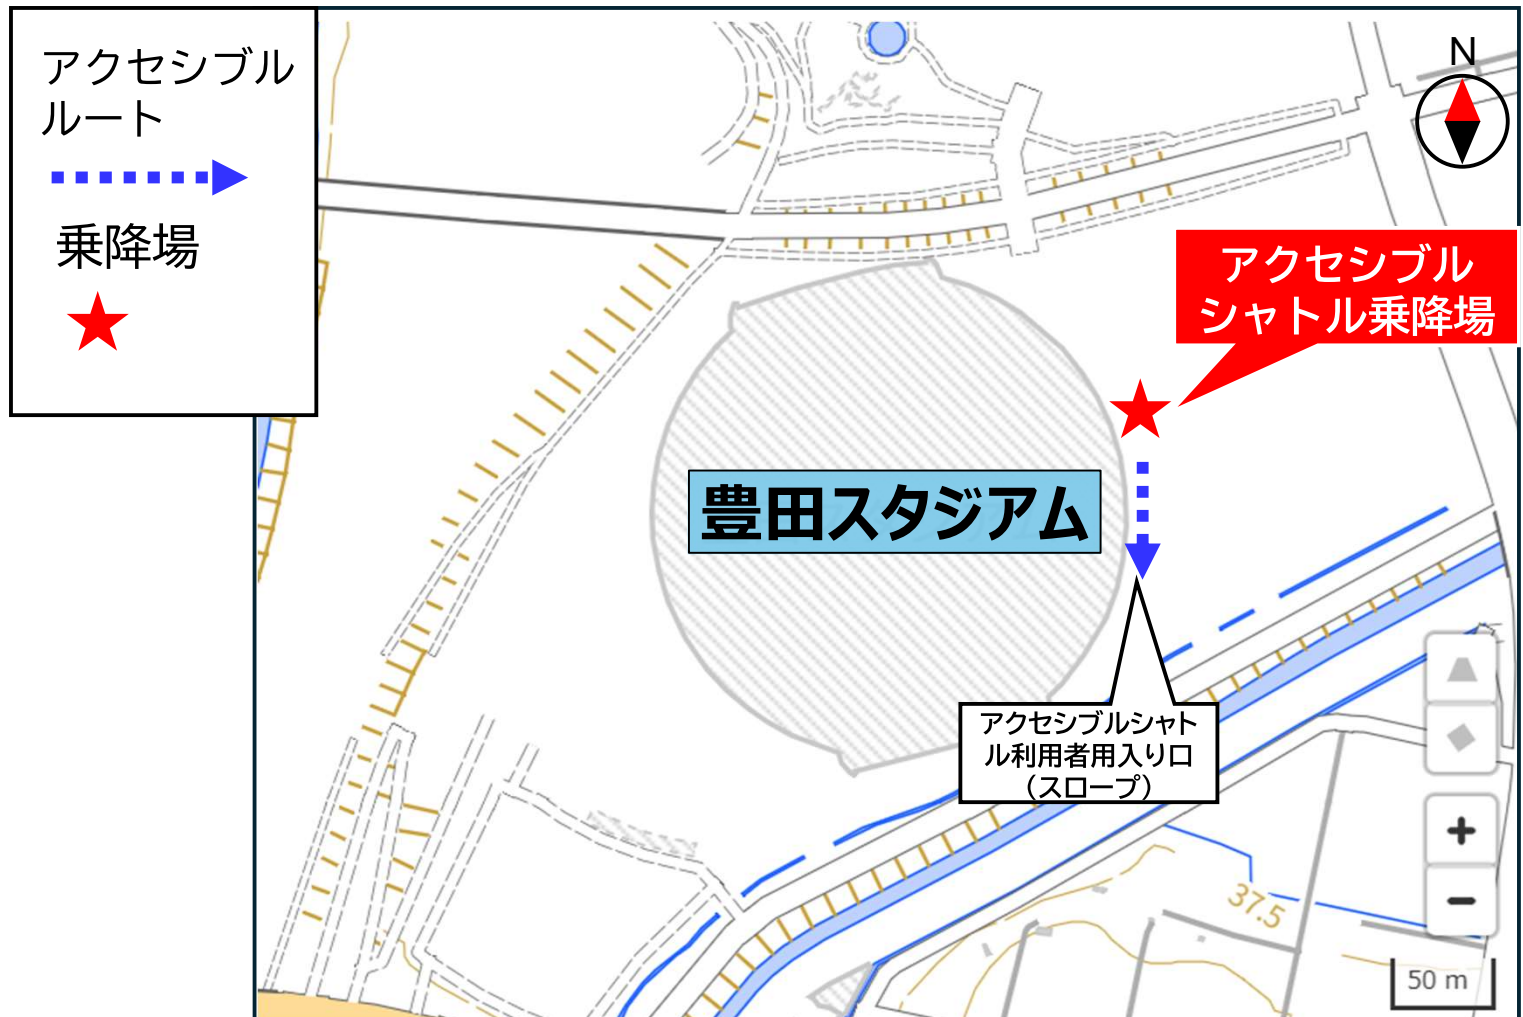 アクセシブル
ルート
乗降場
N
アクセシブル
シャトル乗降場
豊田スタジアム
アクセシブルシャト
ル利用者用入り口
（スロープ）
+
−
37.5
50 m